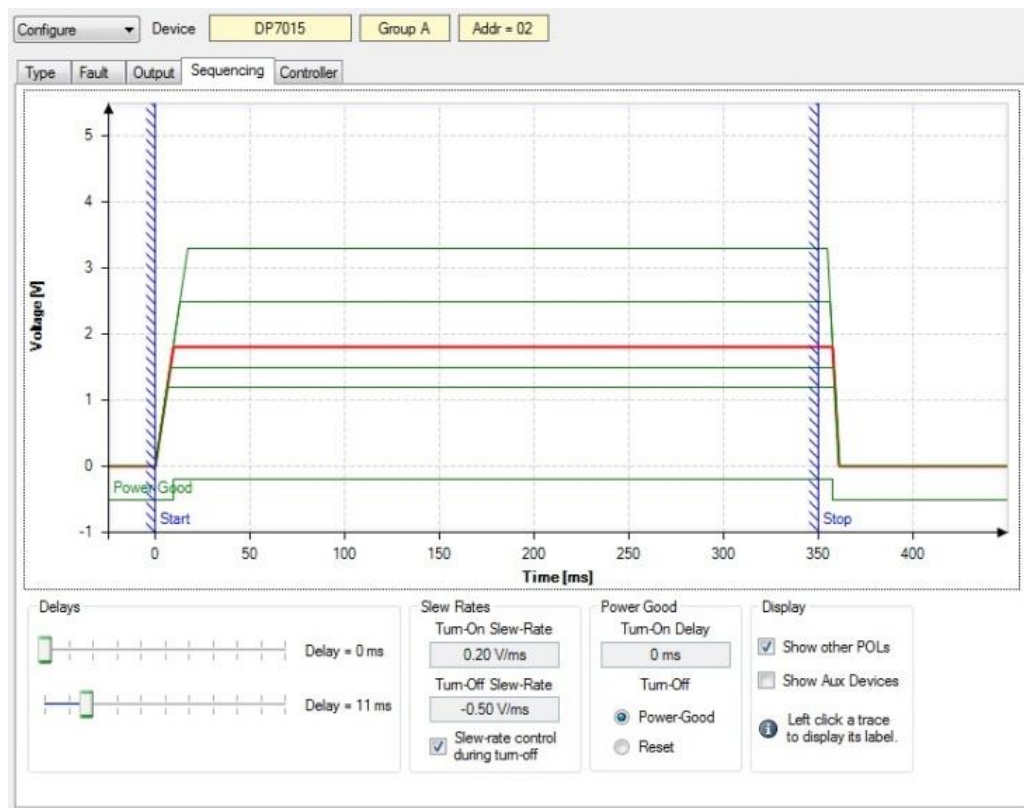 Configure Device DP7015 Group A Addr = 02
Type Fault Output Sequencing Controller
5
4
3
2
1
0
-1
Voltage [V]
Power Good
Start
Stop
0 50 100 150 200 250 300 350 400
Time [ms]
Delays
Delay = 0 ms
Delay = 11 ms
Slew Rates
Turn-On Slew-Rate
0.20 V/ms
Turn-Off Slew-Rate
-0.50 V/ms
Slew-rate control
during turn-off
Power Good
Turn-On Delay
0 ms
Turn-Off
Power-Good
Reset
Display
Show other POLs
Show Aux Devices
Left click a trace
to display its label.